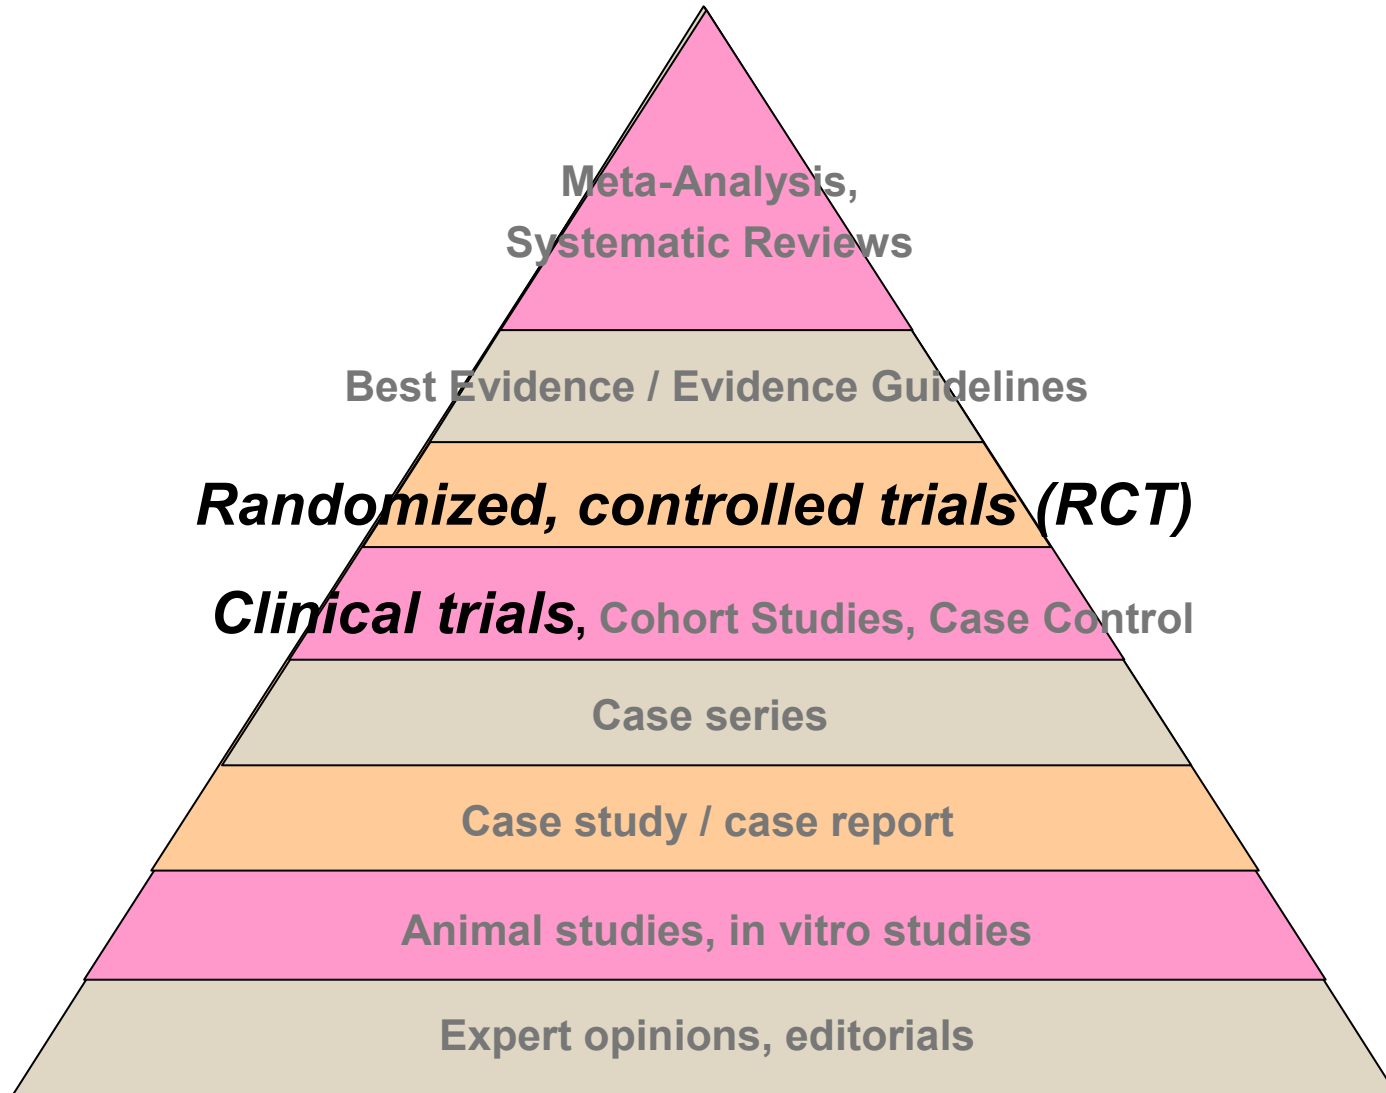 Meta-Analysis,
Systematic Reviews
Best Evidence / Evidence Guidelines
Randomized, controlled trials (RCT)
Clinical trials, Cohort Studies, Case Control
Case series
Case study / case report
Animal studies, in vitro studies
Expert opinions, editorials